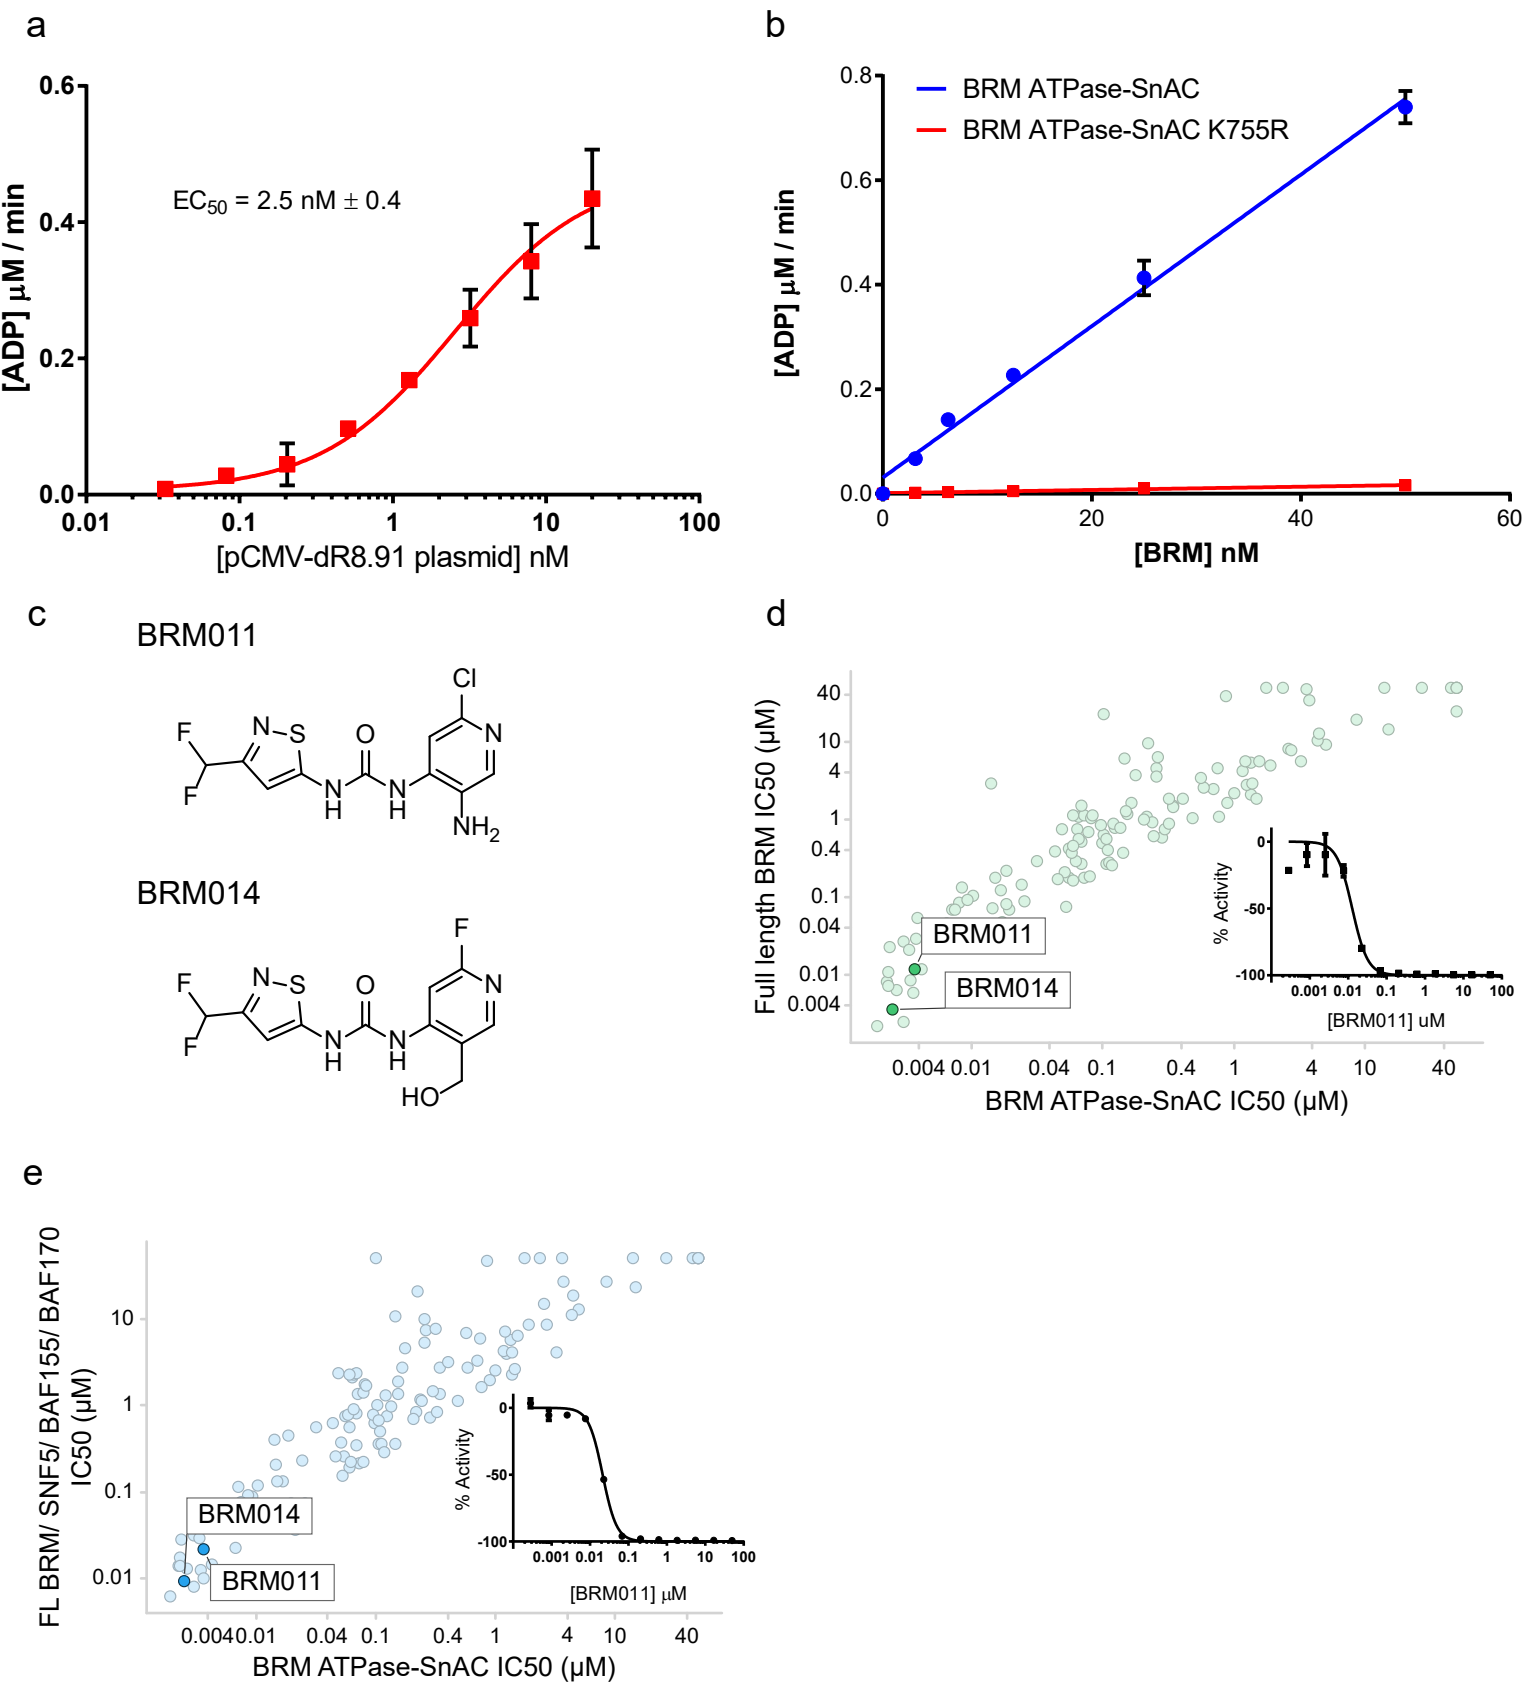 a
0.6
0.4
0.2
0.0
[ADP] μM / min
EC50 = 2.5 nM ± 0.4
0.01 0.1 1 10 100
[pCMV-dR8.91 plasmid] nM
b
0.8
0.6
0.4
0.2
0.0
[ADP] μM / min
BRM ATPase-SnAC
BRM ATPase-SnAC K755R
0 20 40 60
[BRM] nM
c
BRM011
Cl
F
N S O N
F
N N
H H
NH2
BRM014
F
F
N S O N
F
N N
H H
HO
d
Full length BRM IC50 (μM)
40
10
4
1
0.4
0.1
0.04
0.01
0.004
BRM011
BRM014
% Activity
0
-50
-100
0.001 0.01 0.1 1 10 100
[BRM011] uM
0.004 0.01 0.04 0.1 0.4 1 4 10 40
BRM ATPase-SnAC IC50 (μM)
e
FL BRM/ SNF5/ BAF155/ BAF170
IC50 (μM)
10
1
0.1
0.01
BRM014
BRM011
% Activity
0
-50
-100
0.001 0.01 0.1 1 10 100
[BRM011] μM
0.004 0.01 0.04 0.1 0.4 1 4 10 40
BRM ATPase-SnAC IC50 (μM)